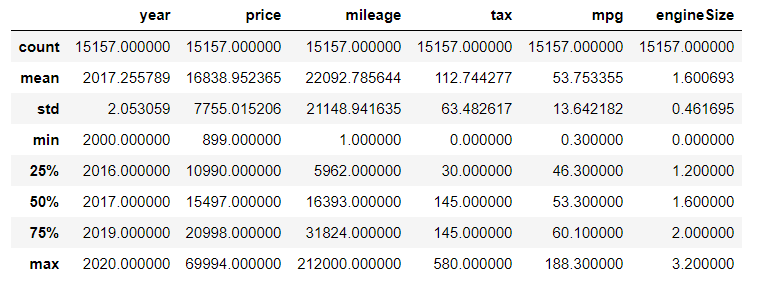 year price mileage tax mpg engineSize
count 15157.000000 15157.000000 15157.000000 15157.000000 15157.000000 15157.000000
mean 2017.255789 16838.952365 22092.785644 112.744277 53.753355 1.600693
std 2.053059 7755.015206 21148.941635 63.482617 13.642182 0.461695
min 2000.000000 899.000000 1.000000 0.000000 0.300000 0.000000
25% 2016.000000 10990.000000 5962.000000 30.000000 46.300000 1.200000
50% 2017.000000 15497.000000 16393.000000 145.000000 53.300000 1.600000
75% 2019.000000 20998.000000 31824.000000 145.000000 60.100000 2.000000
max 2020.000000 69994.000000 212000.000000 580.000000 188.300000 3.200000